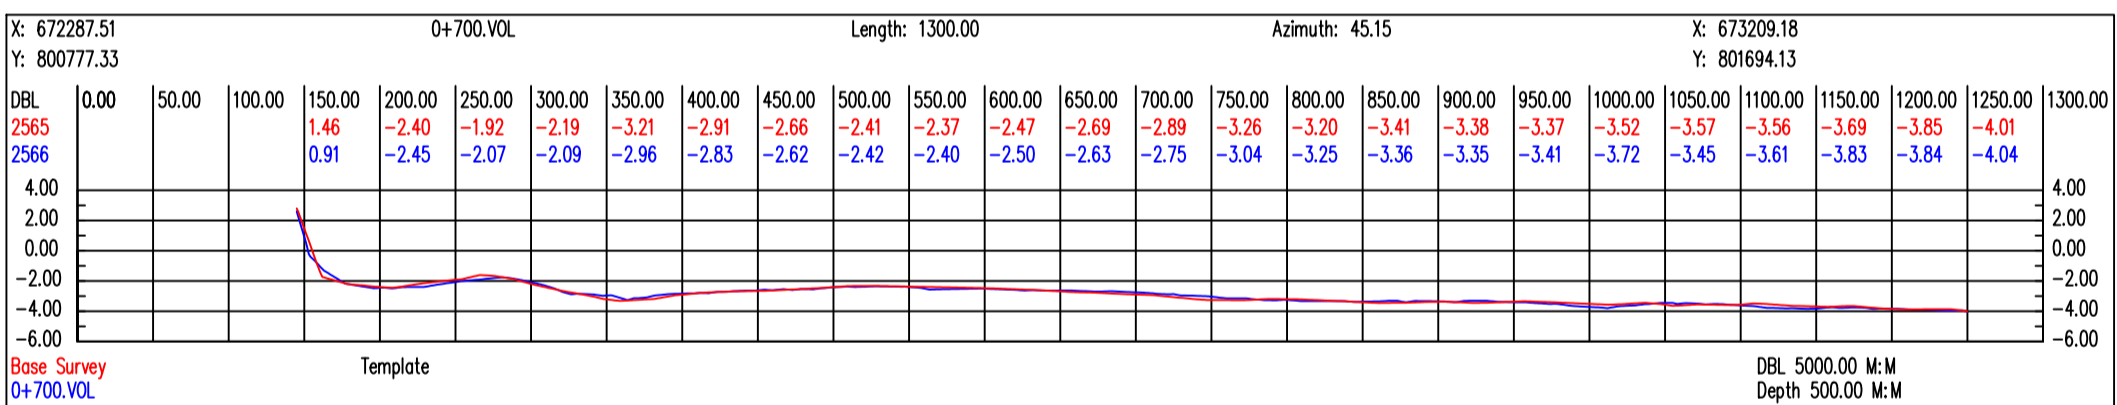 X: 672287.51 0+700.VOL Length: 1300.00 Azimuth: 45.15 X: 673209.18
Y: 800777.33 Y: 801694.13
DBL 0.00 50.00 100.00 150.00 200.00 250.00 300.00 350.00 400.00 450.00 500.00 550.00 600.00 650.00 700.00 750.00 800.00 850.00 900.00 950.00 1000.00 1050.00 1100.00 1150.00 1200.00 1250.00 1300.00
2565 1.46 -2.40 -1.92 -2.19 -3.21 -2.91 -2.66 -2.41 -2.37 -2.47 -2.69 -2.89 -3.26 -3.20 -3.41 -3.38 -3.37 -3.52 -3.57 -3.56 -3.69 -3.85 -4.01
2566 0.91 -2.45 -2.07 -2.09 -2.96 -2.83 -2.62 -2.42 -2.40 -2.50 -2.63 -2.75 -3.04 -3.25 -3.36 -3.35 -3.41 -3.72 -3.45 -3.61 -3.83 -3.84 -4.04
4.00 4.00
2.00 2.00
0.00 0.00
-2.00 -2.00
-4.00 -4.00
-6.00 -6.00
Base Survey Template DBL 5000.00 M:M
0+700.VOL Depth 500.00 M:M